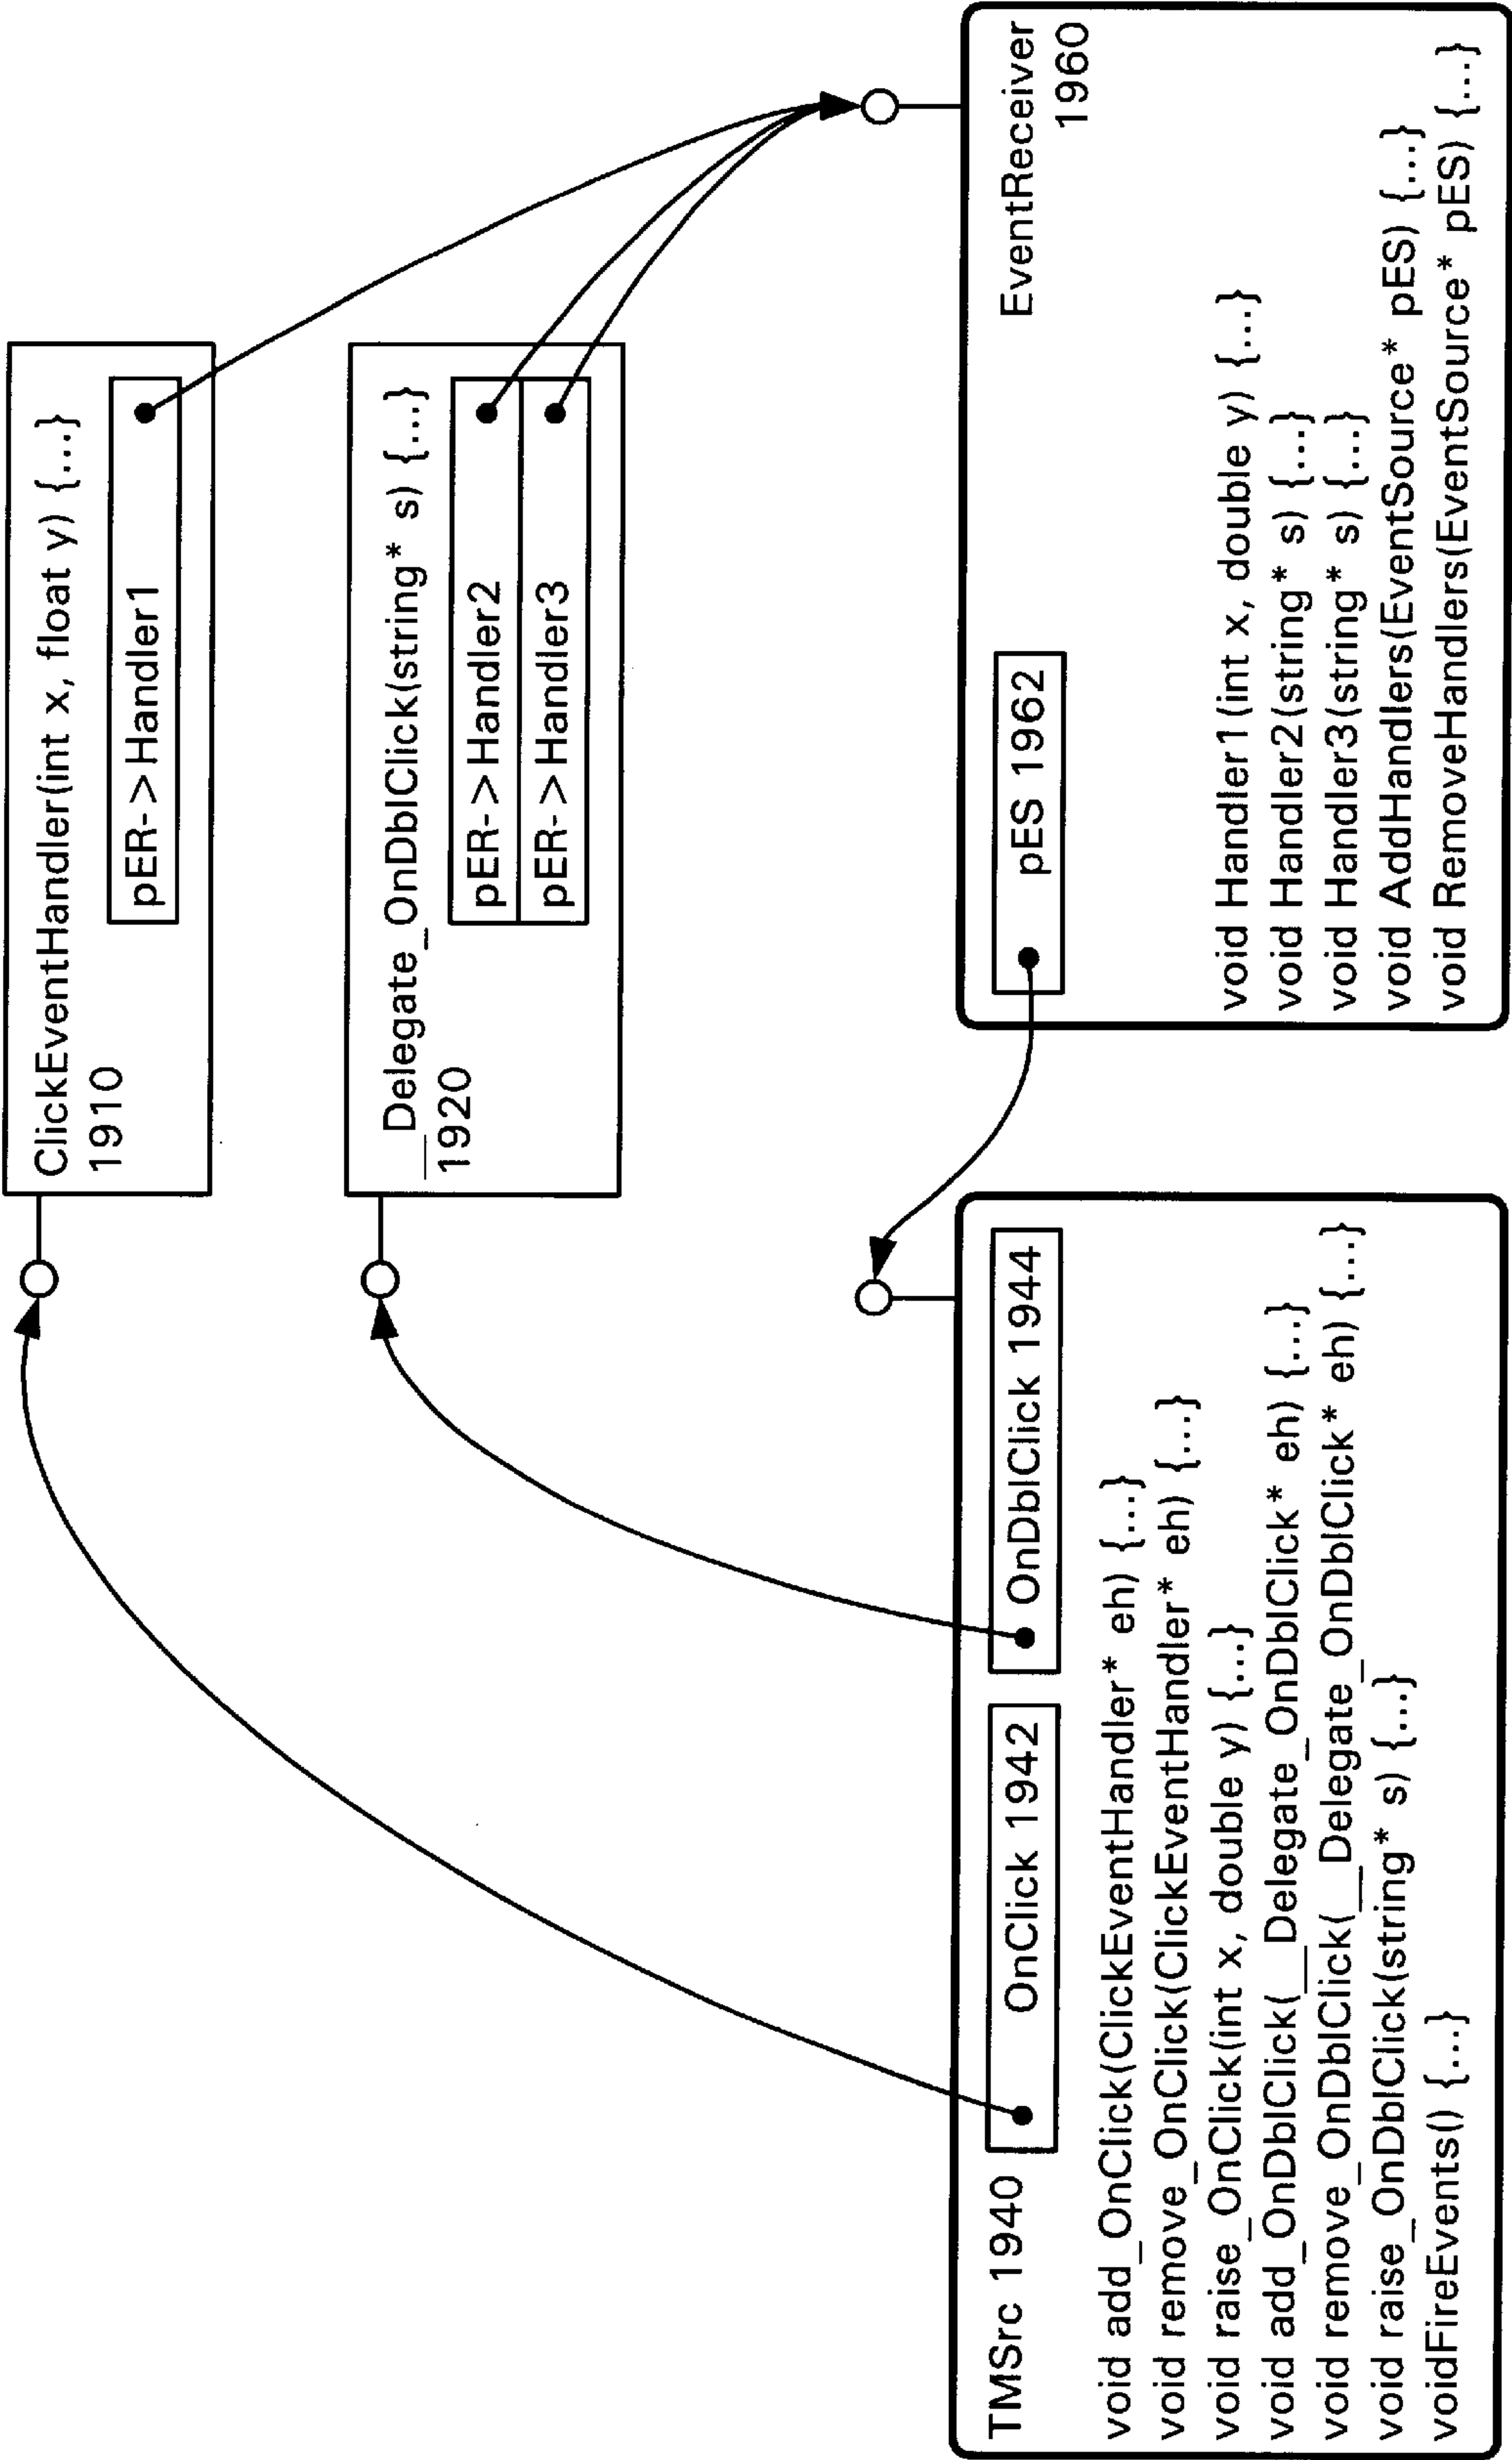 ClickEventHandler(int x, float y) {...}
1910
pER->Handler1
__Delegate_OnDblClick(string* s) {...}
1920
pER->Handler2
pER->Handler3
TMSrc 1940
OnClick 1942
OnDblClick 1944
void add_OnClick(ClickEventHandler* eh) {...}
void remove_OnClick(ClickEventHandler* eh) {...}
void raise_OnClick(int x, double y) {...}
void add_OnDblClick(__Delegate_OnDblClick* eh) {...}
void remove_OnDblClick(__Delegate_OnDblClick* eh) {...}
void raise_OnDblClick(string* s) {...}
voidFireEvents() {...}
pES 1962
EventReceiver
1960
void Handler1(int x, double y) {...}
void Handler2(string* s) {...}
void Handler3(string* s) {...}
void AddHandlers(EventSource* pES) {...}
void RemoveHandlers(EventSource* pES) {...}